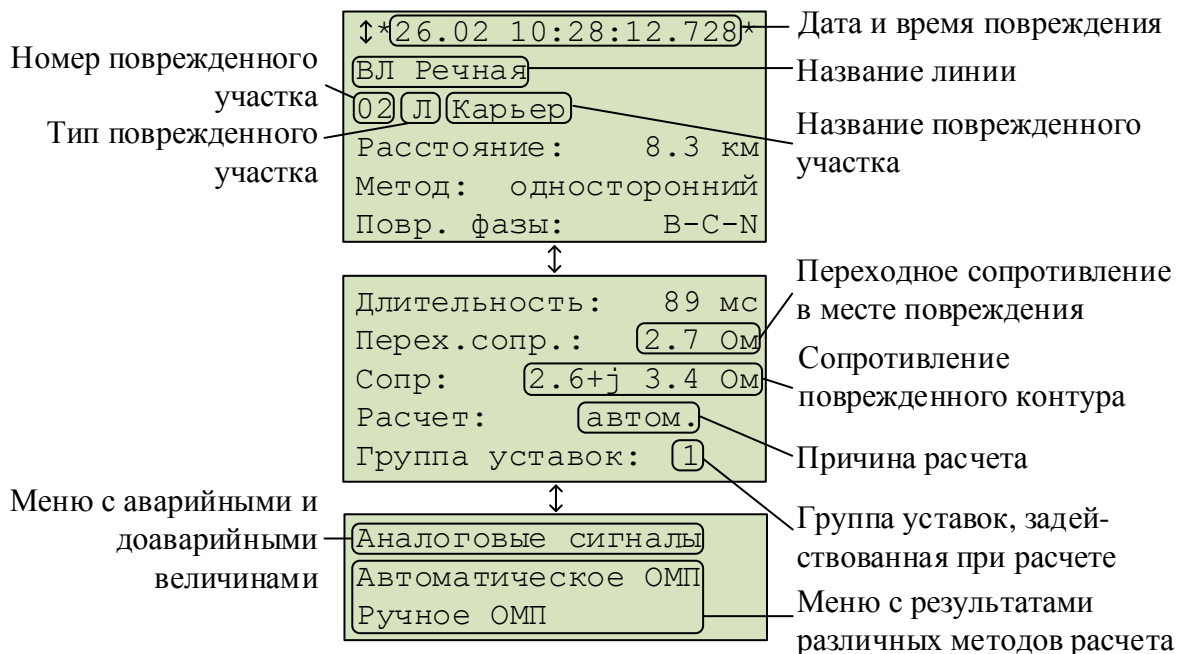 ↕*26.02 10:28:12.728*
Дата и время повреждения
Номер поврежденного
участка
ВЛ Речная
Название линии
02 Л Карьер
Тип поврежденного
участка
Название поврежденного
участка
Расстояние: 8.3 км
Метод: односторонний
Повр. фазы: B-C-N
↕
Длительность: 89 мс
Переходное сопротивление
в месте повреждения
Перех.сопр.: 2.7 Ом
Сопр: 2.6+j 3.4 Ом
Сопротивление
поврежденного контура
Расчет: автом.
Причина расчета
Группа уставок: 1
Группа уставок, задей-
ствованная при расчете
↕
Меню с аварийными и
доаварийными
величинами
Аналоговые сигналы
Автоматическое ОМП
Ручное ОМП
Меню с результатами
различных методов расчета